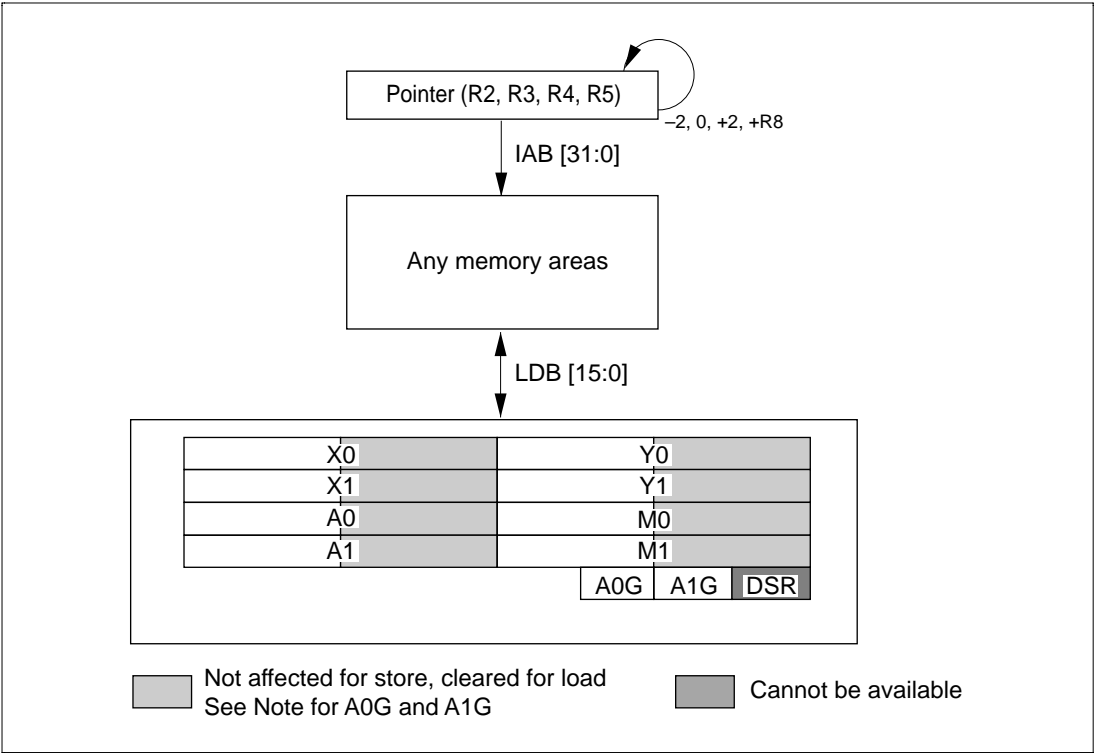 Pointer (R2, R3, R4, R5)
–2, 0, +2, +R8
IAB [31:0]
Any memory areas
LDB [15:0]
X0 Y0
X1 Y1
A0 M0
A1 M1
A0G A1G DSR
Not affected for store, cleared for load
See Note for A0G and A1G
Cannot be available